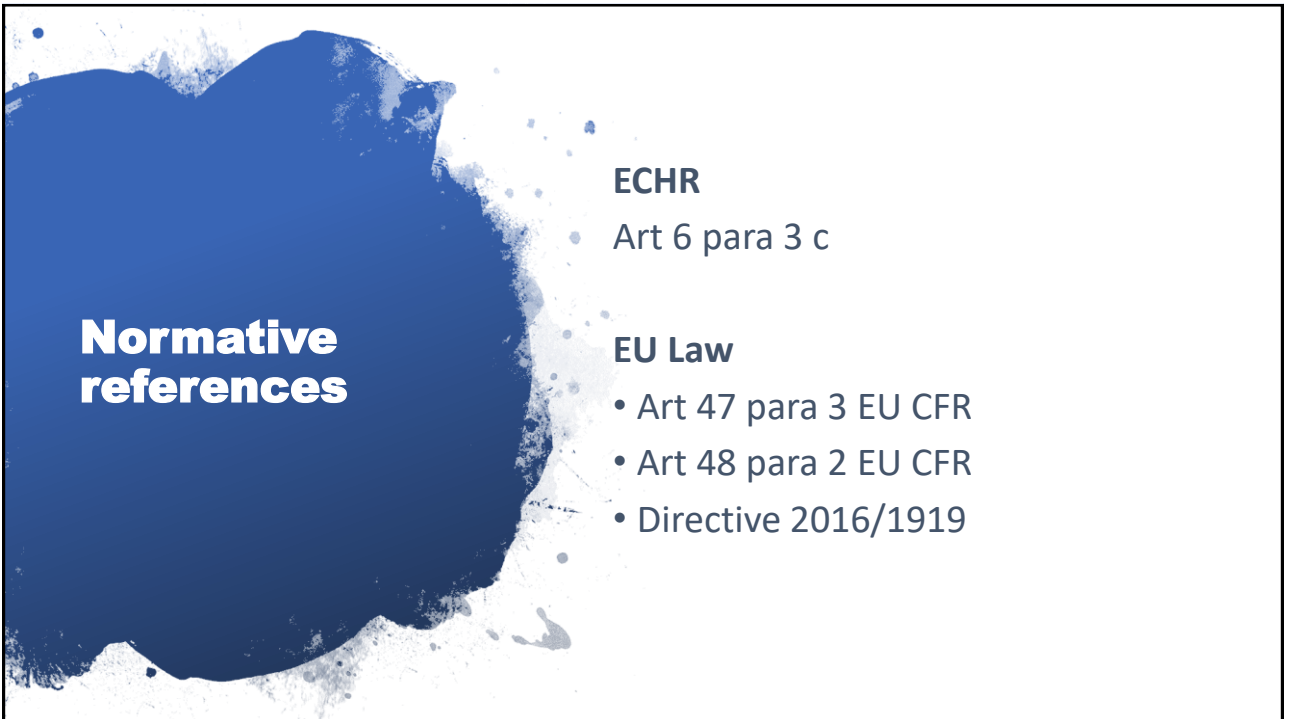 Normative
references
ECHR
Art 6 para 3 c
EU Law
• Art 47 para 3 EU CFR
• Art 48 para 2 EU CFR
• Directive 2016/1919